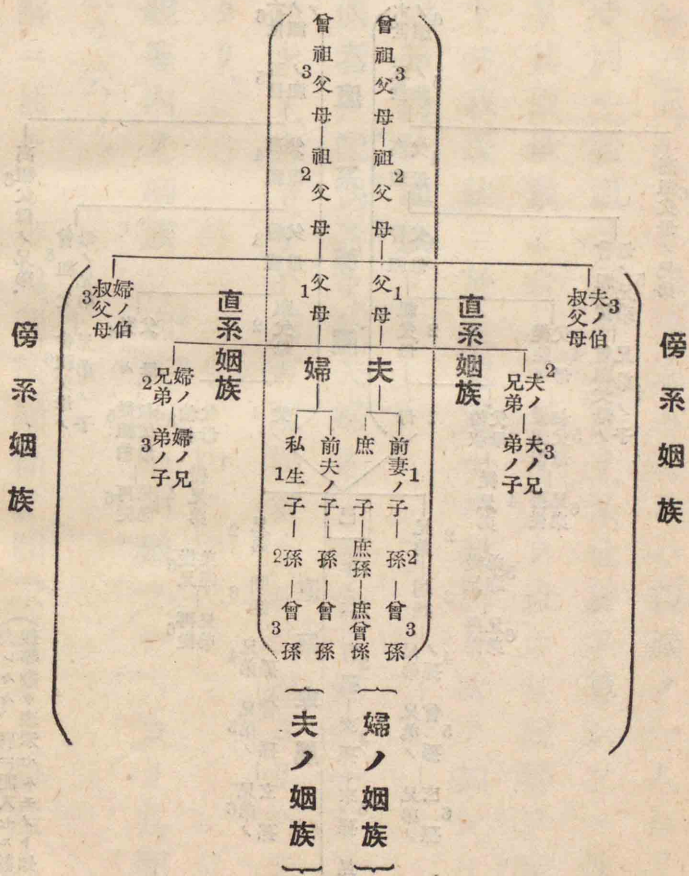 傍系姻族
夫ノ伯叔父母 3
夫ノ兄弟 2
夫ノ兄弟ノ子 3
直系姻族
曾祖父母 3
祖父母 2
父母 1
夫
前妻ノ子 1
孫 2
曾孫 3
庶子
庶孫
庶曾孫
婦ノ姻族
曾祖父母 3
祖父母 2
父母 1
婦
前夫ノ子
孫
曾孫
私生子 1
孫 2
曾孫 3
夫ノ姻族
直系姻族
婦ノ兄弟 2
婦ノ兄弟ノ子 3
婦ノ伯叔父母 3
傍系姻族